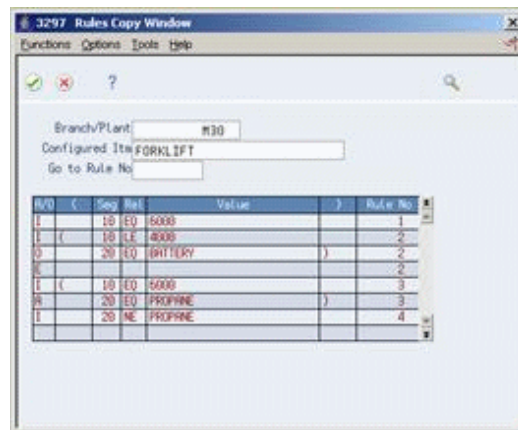 3297 Rules Copy Window
Functions Options Tools Help
?
Branch/Plant M30
Configured Itm FORKLIFT
Go to Rule No
A/O ( Seg Rel Value ) Rule No
I 10 EQ 6000 1
I ( 10 LE 4000 2
O 20 EQ BATTERY ) 2
E 2
I ( 10 EQ 6000 3
A 20 EQ PROPANE ) 3
I 20 NE PROPANE 4